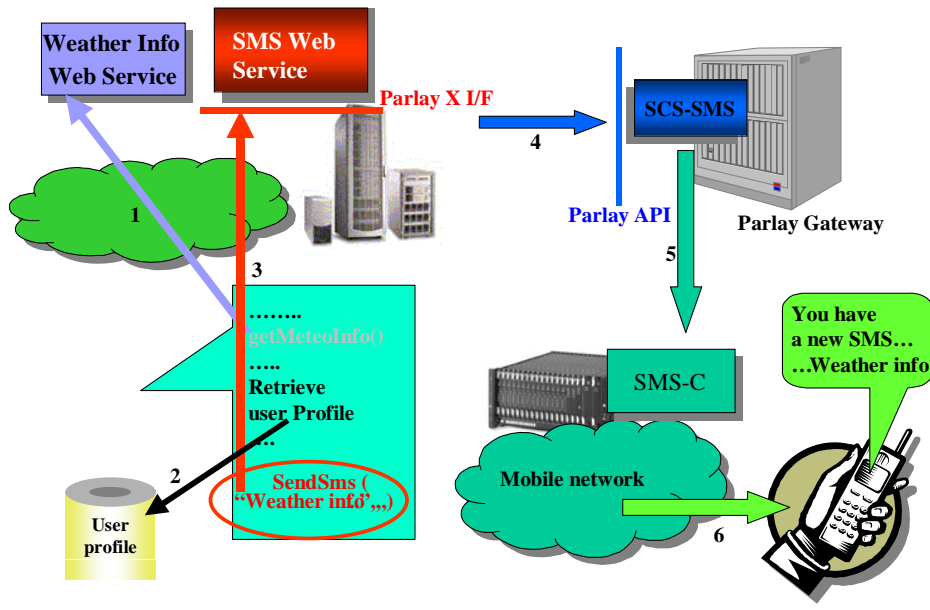 Weather Info
Web Service
SMS Web
Service
Parlay X I/F
4
SCS-SMS
Parlay API
Parlay Gateway
1
3
5
……..
getMeteoInfo()
…..
Retrieve
user Profile
….
SendSms (
“Weather info”,,,)
2
User
profile
SMS-C
Mobile network
6
You have
a new SMS…
…Weather info